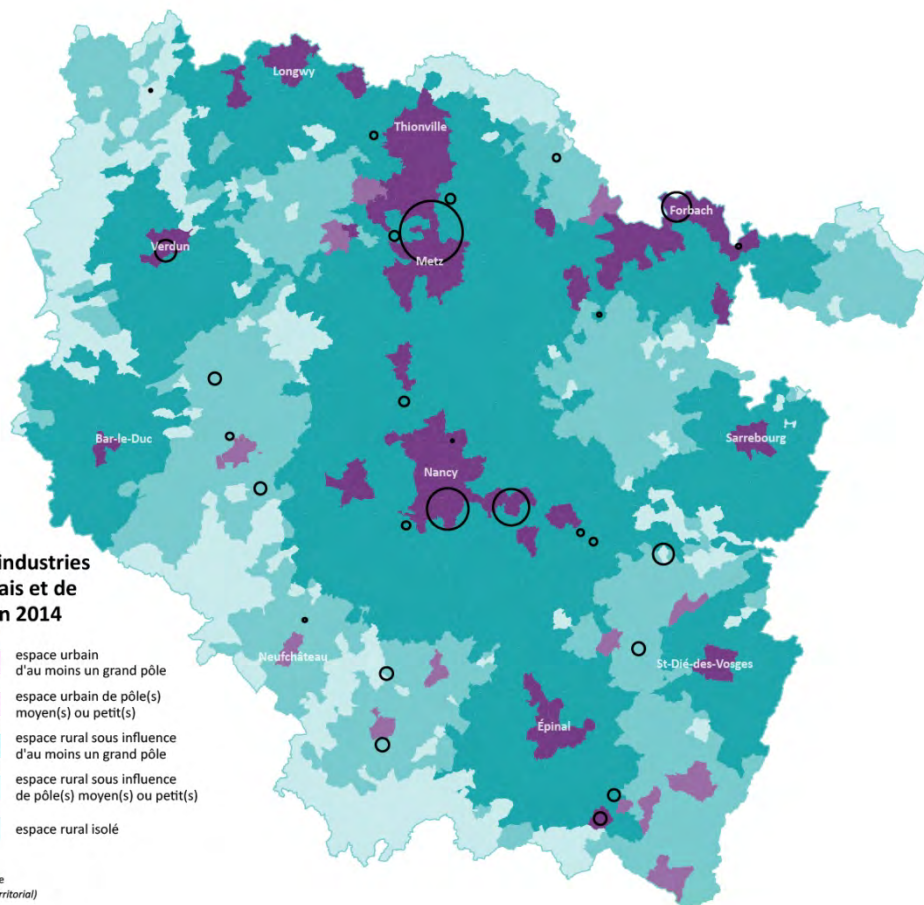 Longwy
Thionville
Forbach
Verdun
Metz
Bar-le-Duc
Sarrebourg
Nancy
industries
ais et de
n 2014
Neufchâteau
St-Dié-des-Vosges
Épinal
espace urbain
d'au moins un grand pôle
espace urbain de pôle(s)
moyen(s) ou petit(s)
espace rural sous influence
d'au moins un grand pôle
espace rural sous influence
de pôle(s) moyen(s) ou petit(s)
espace rural isolé
e
rritorial)